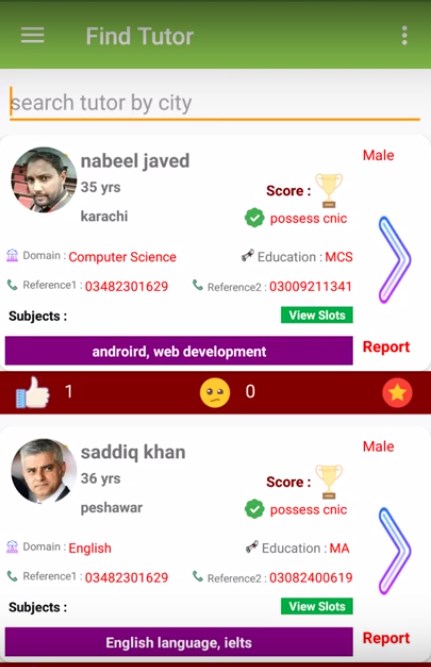 Find Tutor
search tutor by city
nabeel javed
Male
35 yrs
Score :
karachi
possess cnic
Domain : Computer Science
Education : MCS
Reference1 : 03482301629
Reference2 : 03009211341
Subjects :
View Slots
androird, web development
Report
1
0
saddiq khan
Male
36 yrs
Score :
peshawar
possess cnic
Domain : English
Education : MA
Reference1 : 03482301629
Reference2 : 03082400619
Subjects :
View Slots
English language, ielts
Report